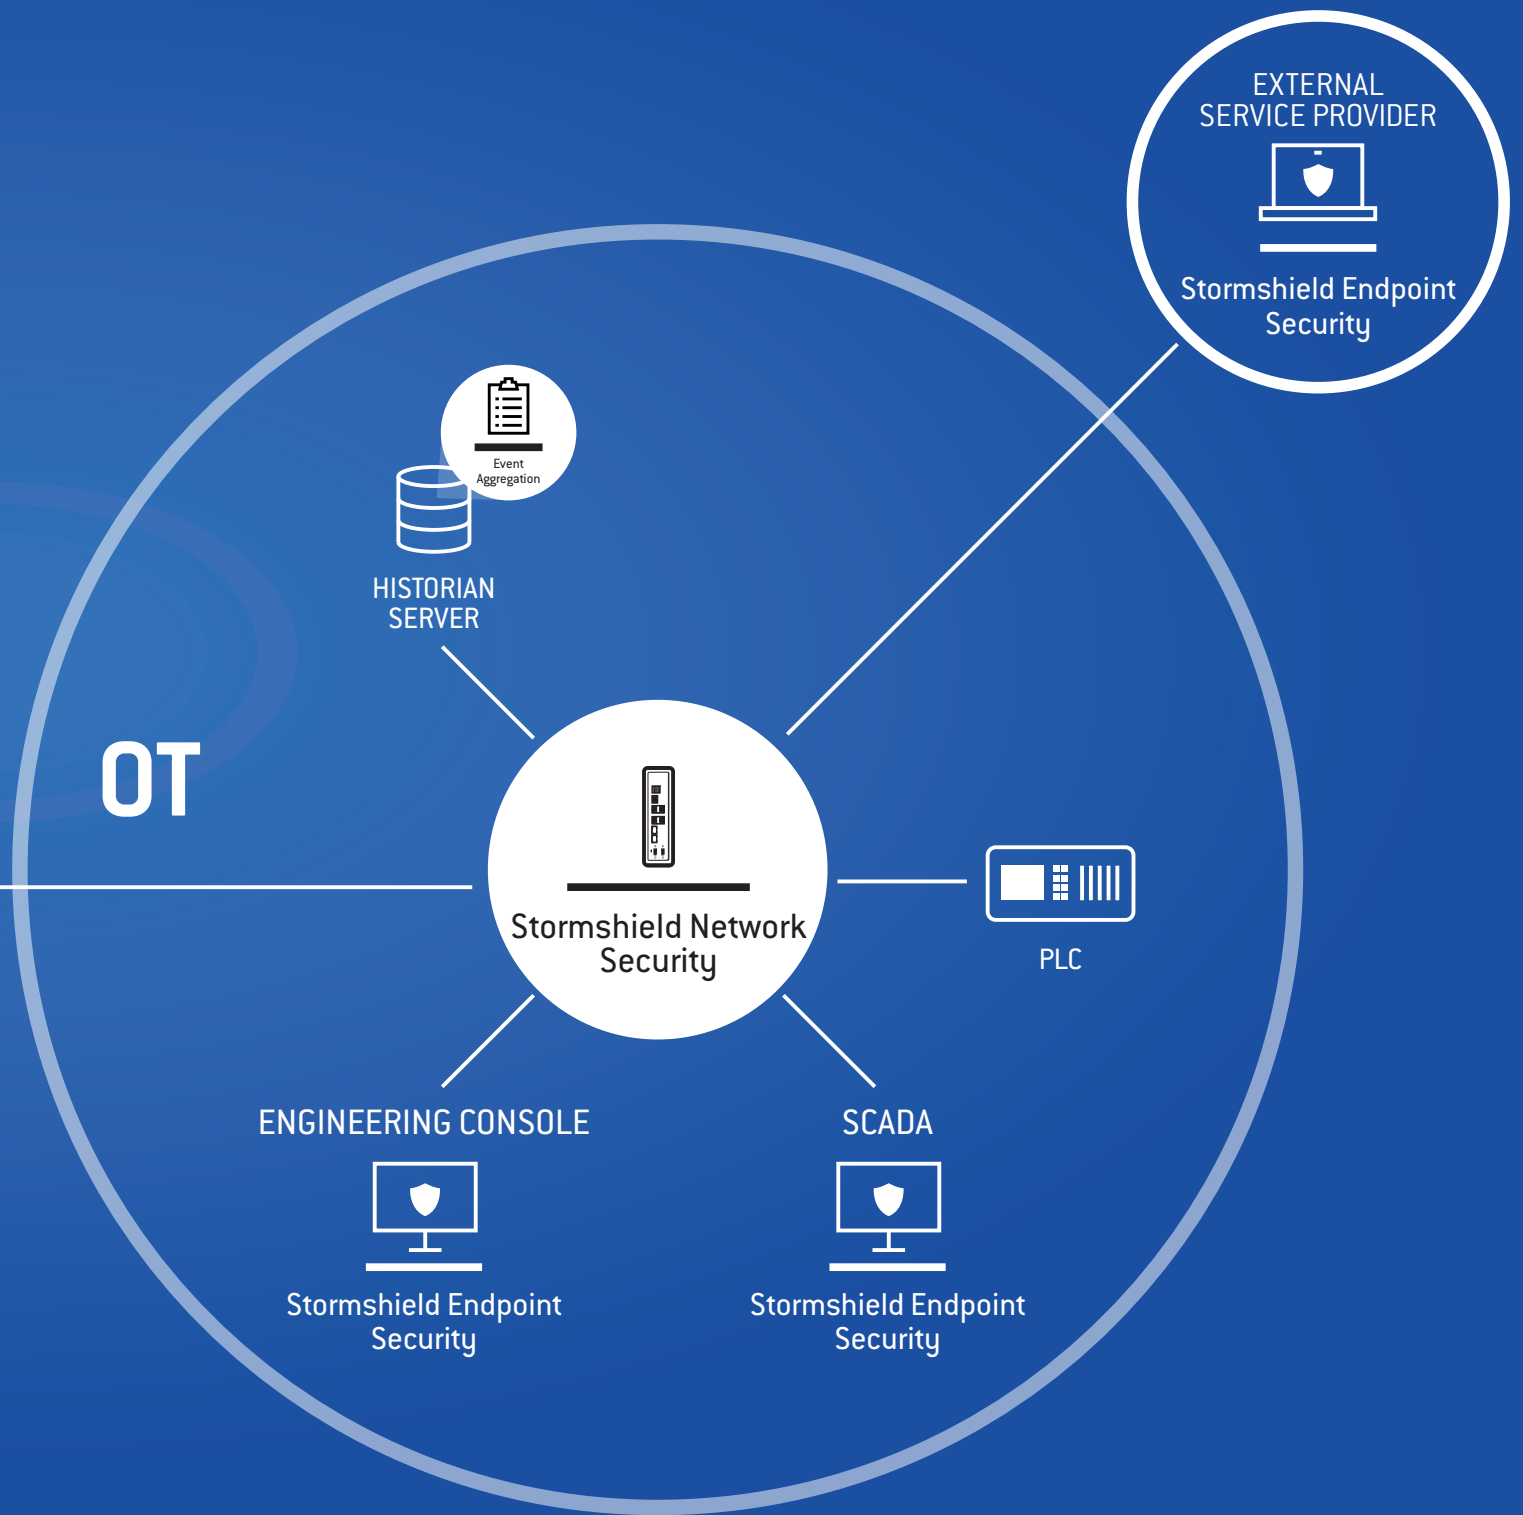 EXTERNAL
SERVICE PROVIDER
Stormshield Endpoint
Security
Event
Aggregation
HISTORIAN
SERVER
OT
Stormshield Network
Security
PLC
ENGINEERING CONSOLE
Stormshield Endpoint
Security
SCADA
Stormshield Endpoint
Security